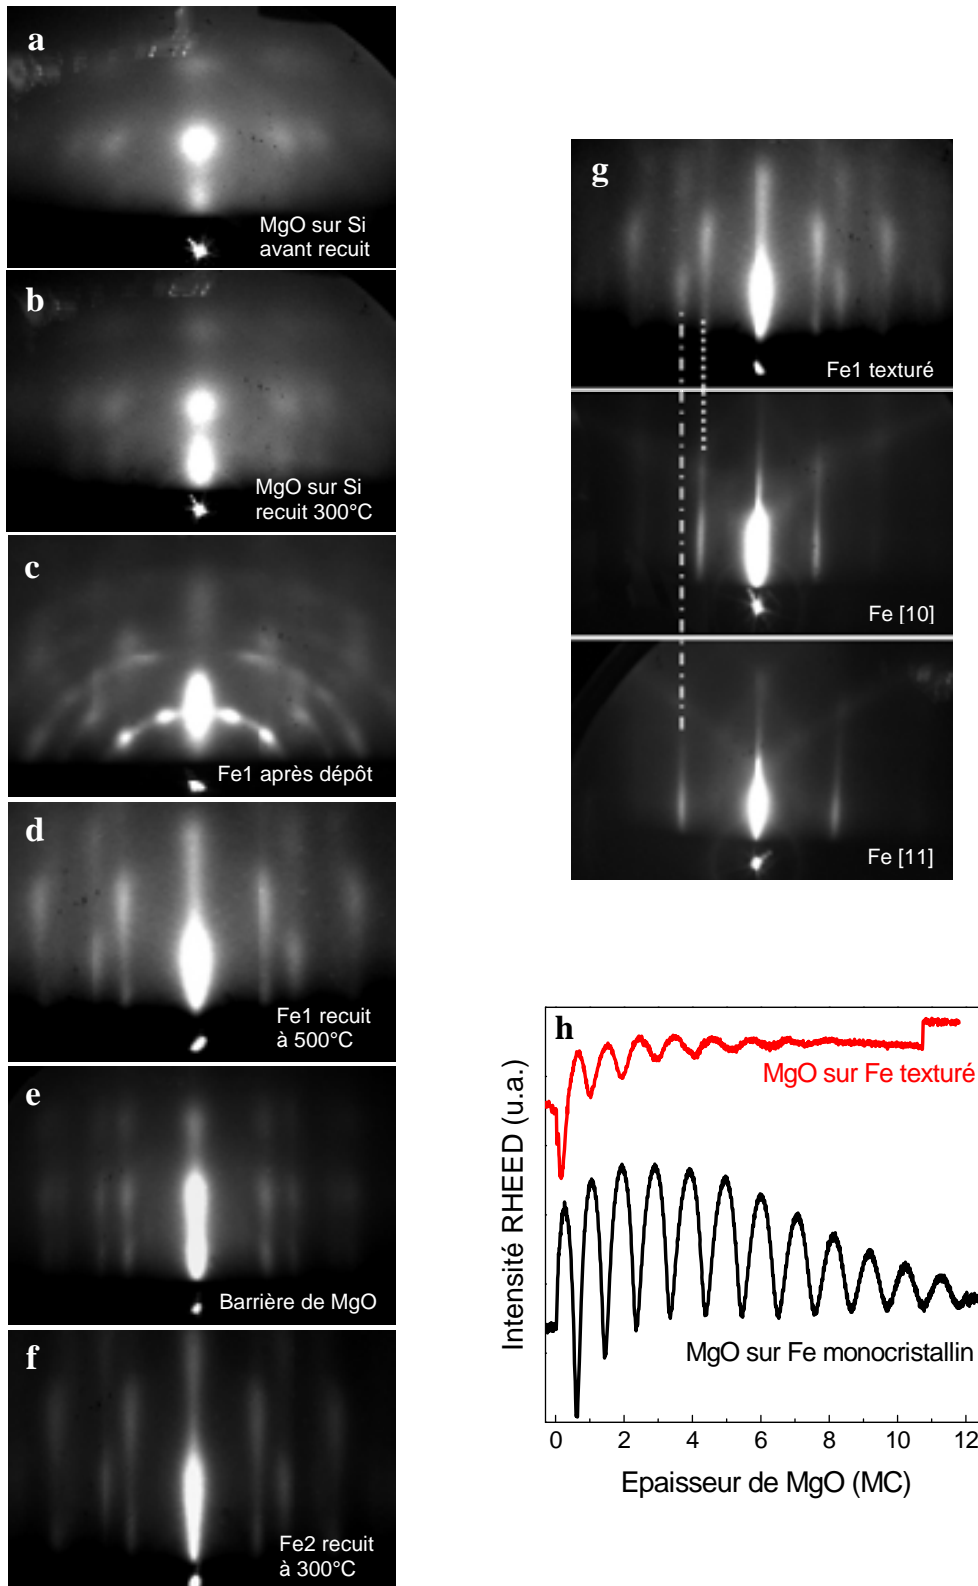 a
MgO sur Si
avant recuit
b
MgO sur Si
recuit 300°C
c
Fe1 après dépôt
d
Fe1 recuit
à 500°C
e
Barrière de MgO
f
Fe2 recuit
à 300°C
g
Fe1 texturé
Fe [10]
Fe [11]
h
MgO sur Fe texturé
MgO sur Fe monocristallin
Intensité RHEED (u.a.)
0 2 4 6 8 10 12
Epaisseur de MgO (MC)